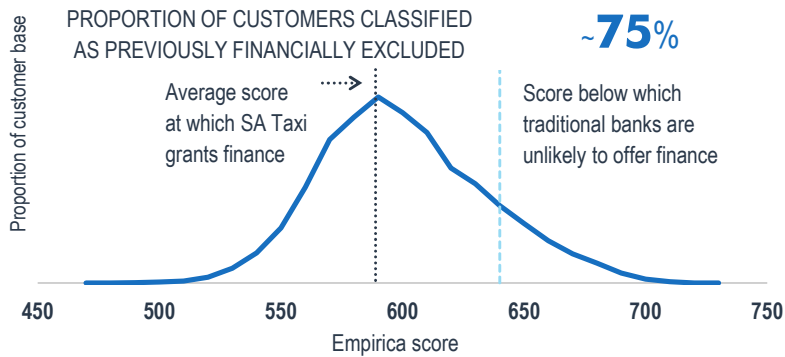 PROPORTION OF CUSTOMERS CLASSIFIED
AS PREVIOUSLY FINANCIALLY EXCLUDED
~75%
Proportion of customer base
Average score
at which SA Taxi
grants finance
Score below which
traditional banks are
unlikely to offer finance
450 500 550 600 650 700 750
Empirica score